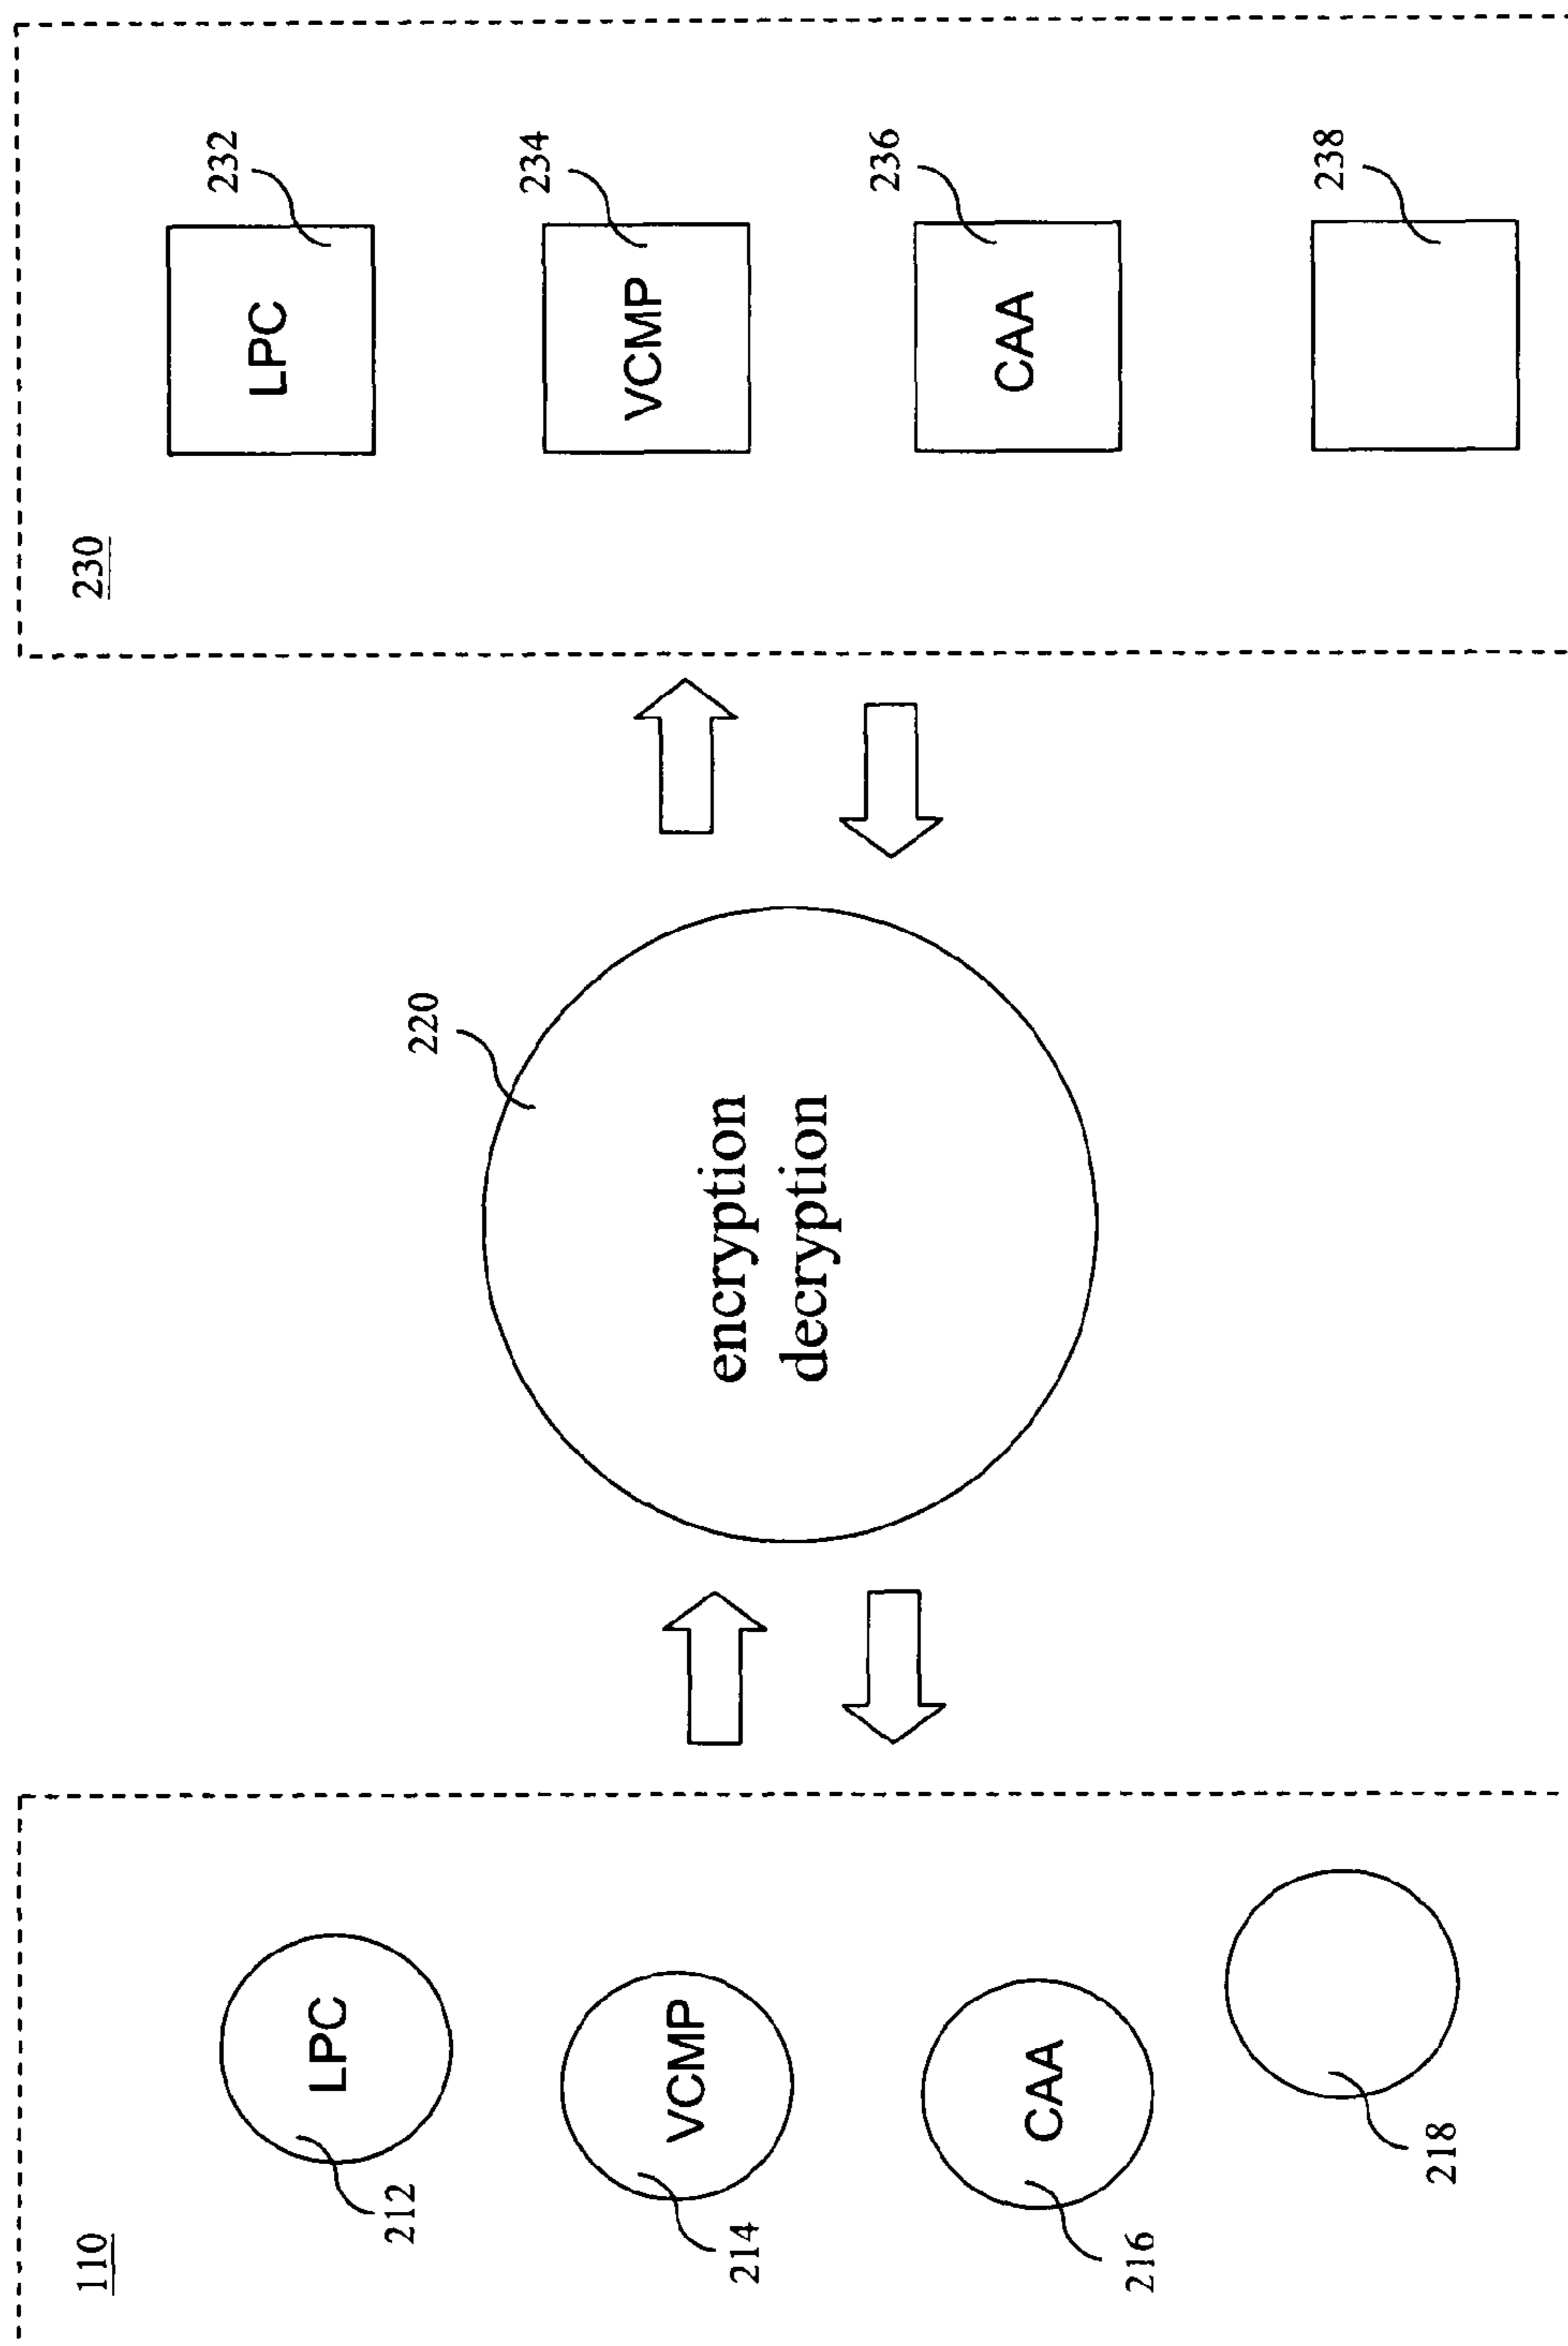 110
LPC
212
VCMP
214
CAA
216
218
220
encryption
decryption
230
LPC
232
VCMP
234
CAA
236
238